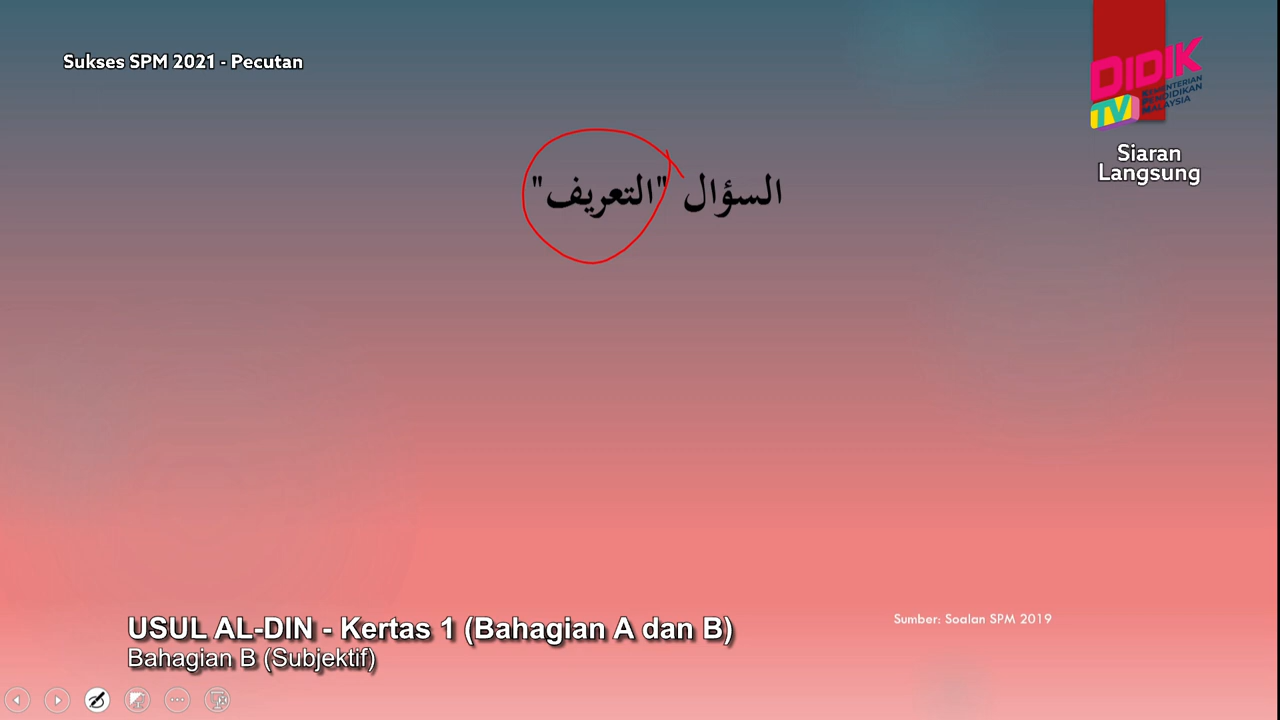 Sukses SPM 2021 - Pecutan
DIDIK
TV
KEMENTERIAN
PENDIDIKAN
MALAYSIA
Siaran
Langsung
السؤال "التعريف"
USUL AL-DIN - Kertas 1 (Bahagian A dan B)
Bahagian B (Subjektif)
Sumber: Soalan SPM 2019